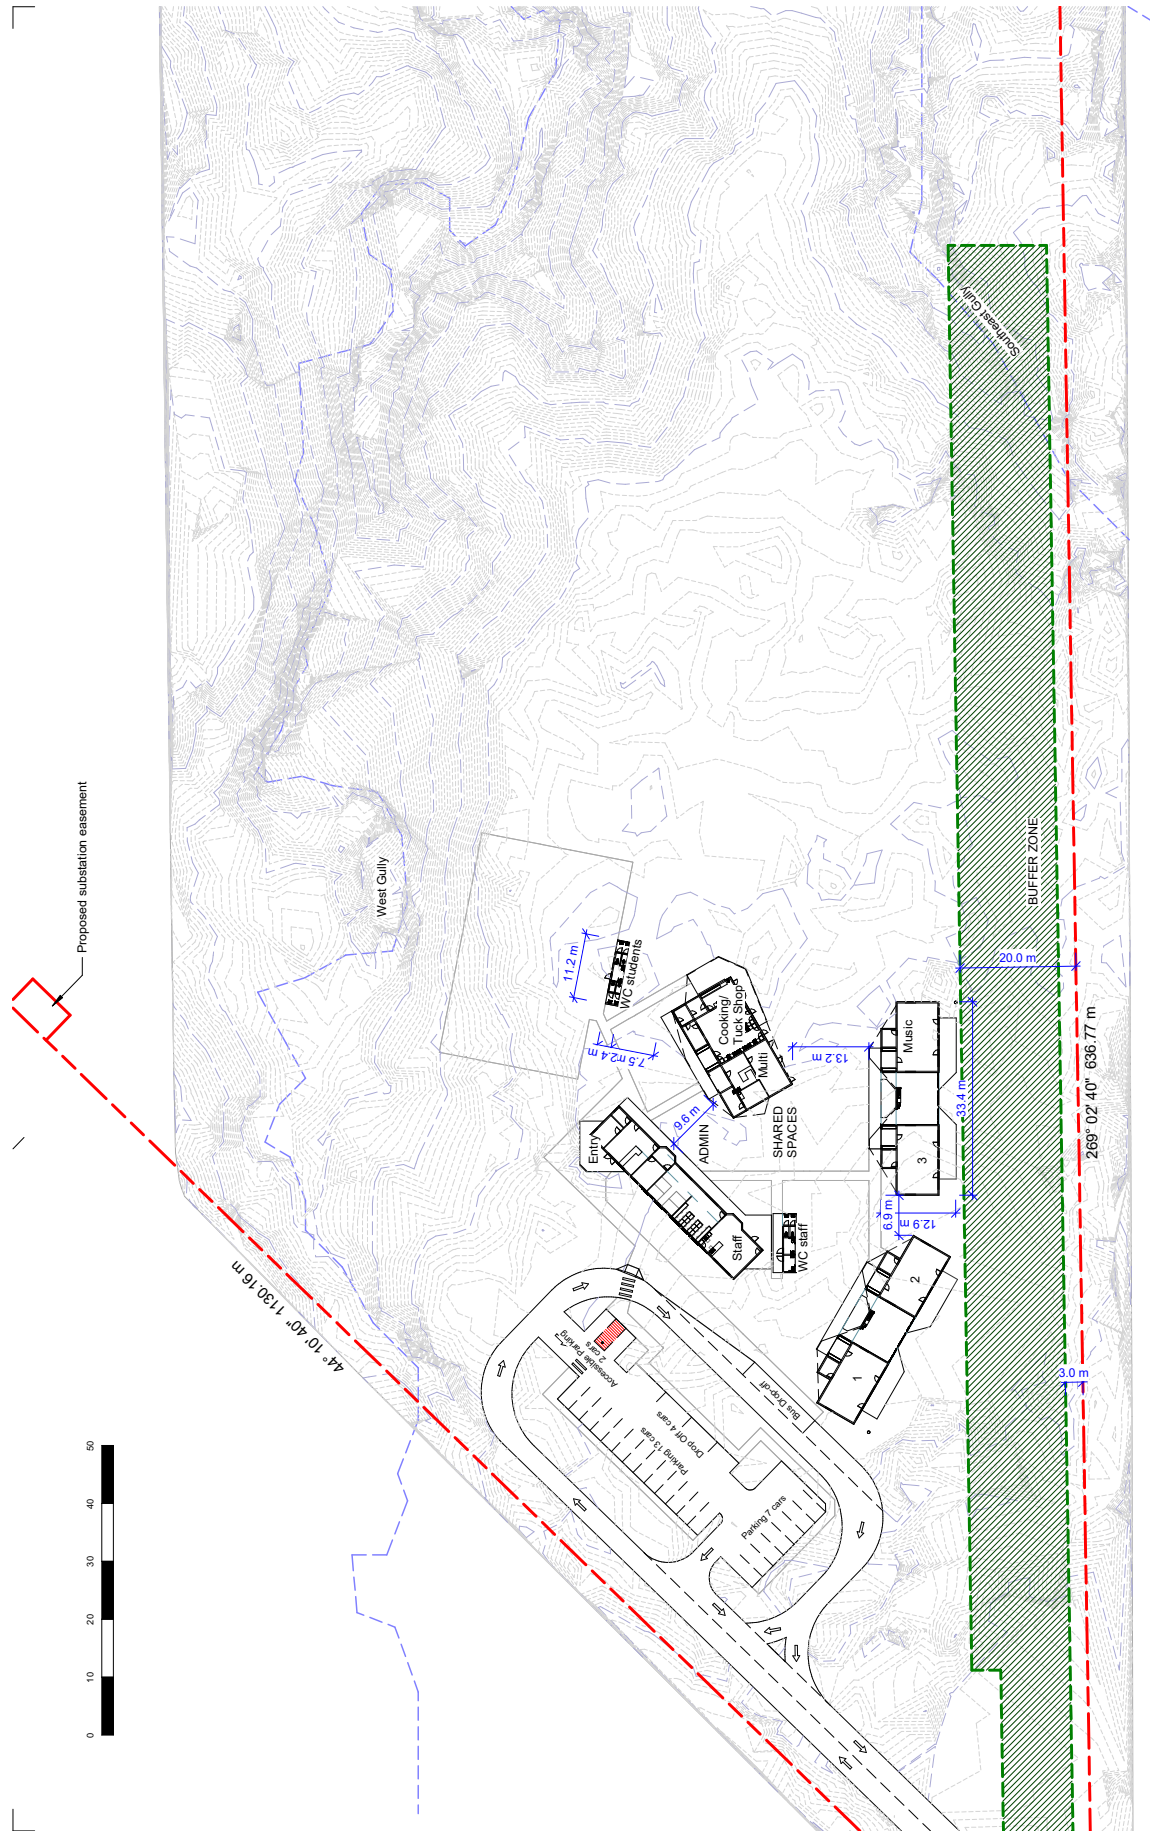 Southeast Gully
Proposed substation easement
West Gully
BUFFER ZONE
11.2 m
WC students
20.0 m
Cooking/
Tuck Shop
Multi
7.5 m
2.4 m
13.2 m
Music
33.4 m
3
269° 02' 40" 636.77 m
9.6 m
Entry
ADMIN
SHARED
SPACES
6.9 m
12.9 m
Staff
WC staff
2
1
44° 10' 40" 1130.16 m
Accessible Parking
2 cars
Bus Drop-off
Drop Off 4 cars
Parking 13 cars
Parking 7 cars
3.0 m
0
10
20
30
40
50